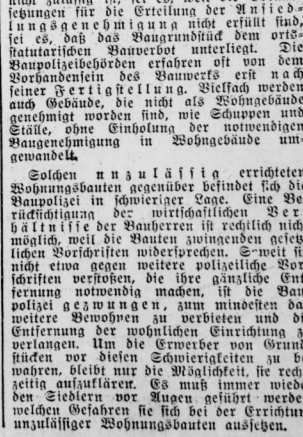 nicht zulässig ist, sei es, weil die Voraus-
setzungen für die Erteilung der Ansied-
lungsgenehmigung nicht erfüllt sind,
sei es, daß das Baugrundstück dem orts-
statutarischen Bauverbot unterliegt. Die
Baupolizeibehörden erfahren oft von dem
Vorhandensein des Bauwerks erst nach
seiner Fertigstellung. Vielfach werden
auch Gebäude, die nicht als Wohngebäude
genehmigt worden sind, wie Schuppen und
Ställe, ohne Einholung der notwendigen
Baugenehmigung in Wohngebäude um-
gewandelt.
Solchen unzulässig errichteten
Wohnungsbauten gegenüber befindet sich die
Baupolizei in schwieriger Lage. Eine Be
rücksichtigung der wirtschaftlichen Ver
hältnisse der Bauherren ist rechtlich nicht
möglich, weil die Bauten zwingenden gesetz
lichen Vorschriften widersprechen. Soweit sie
nicht etwa gegen weitere polizeiliche Vor
schriften verstoßen, die ihre gänzliche Ent
fernung notwendig machen, ist die Bau
polizei gezwungen, zum mindesten das
weitere Bewohnen zu verbieten und die
Entfernung der wohnlichen Einrichtung z
verlangen. Um die Erwerber von Grund
stücken vor diesen Schwierigkeiten zu be
wahren, bleibt nur die Möglichkeit, sie rech
zeitig aufzuklären. Es muß immer wiede
den Siedlern vor Augen geführt werde
welchen Gefahren sie sich bei der Errichtun
unzulässiger Wohnungsbauten aussetzen.